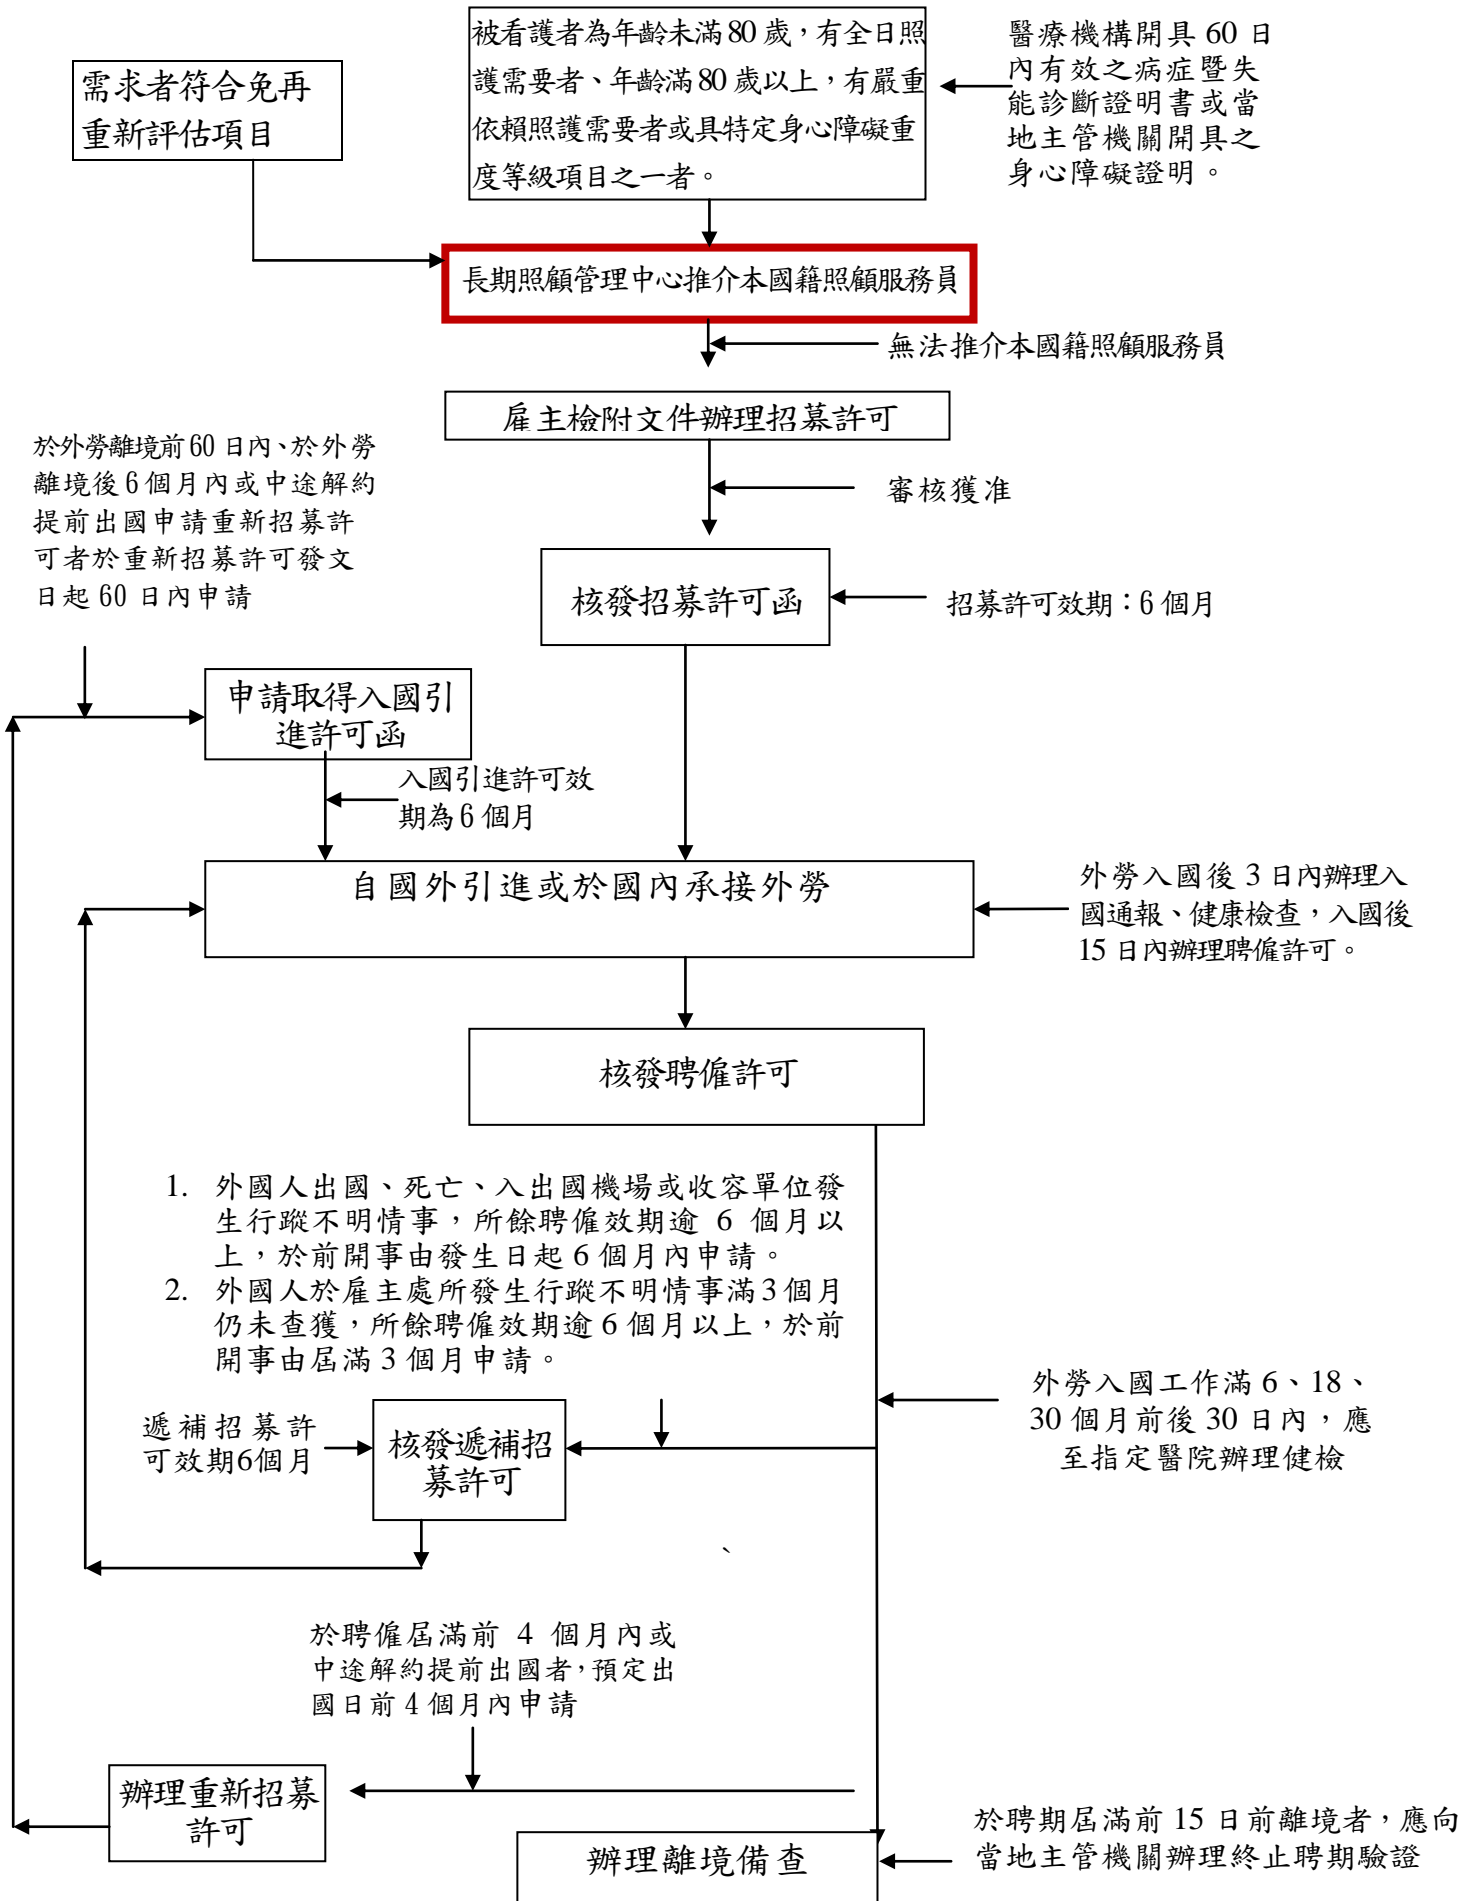 被看護者為年齡未滿80歲，有全日照
護需要者、年齡滿80歲以上，有嚴重
依賴照護需要者或具特定身心障礙重
度等級項目之一者。
醫療機構開具 60 日
內有效之病症暨失
能診斷證明書或當
地主管機關開具之
身心障礙證明。
需求者符合免再
重新評估項目
長期照顧管理中心推介本國籍照顧服務員
無法推介本國籍照顧服務員
雇主檢附文件辦理招募許可
於外勞離境前60日內、於外勞
離境後6個月內或中途解約
提前出國申請重新招募許
可者於重新招募許可發文
日起 60 日內申請
審核獲准
核發招募許可函
招募許可效期：6 個月
申請取得入國引
進許可函
入國引進許可效
期為6 個月
自國外引進或於國內承接外勞
外勞入國後 3 日內辦理入
國通報、健康檢查，入國後
15 日內辦理聘僱許可。
核發聘僱許可
1. 外國人出國、死亡、入出國機場或收容單位發
生行蹤不明情事，所餘聘僱效期逾 6 個月以
上，於前開事由發生日起 6 個月內申請。
2. 外國人於雇主處所發生行蹤不明情事滿3個月
仍未查獲，所餘聘僱效期逾 6 個月以上，於前
開事由屆滿 3 個月申請。
外勞入國工作滿 6、18、
30 個月前後 30 日內，應
至指定醫院辦理健檢
遞補招募許
可效期6個月
核發遞補招
募許可
、
於聘僱屆滿前 4 個月內或
中途解約提前出國者，預定出
國日前 4 個月內申請
辦理重新招募
許可
於聘期屆滿前 15 日前離境者，應向
當地主管機關辦理終止聘期驗證
辦理離境備查